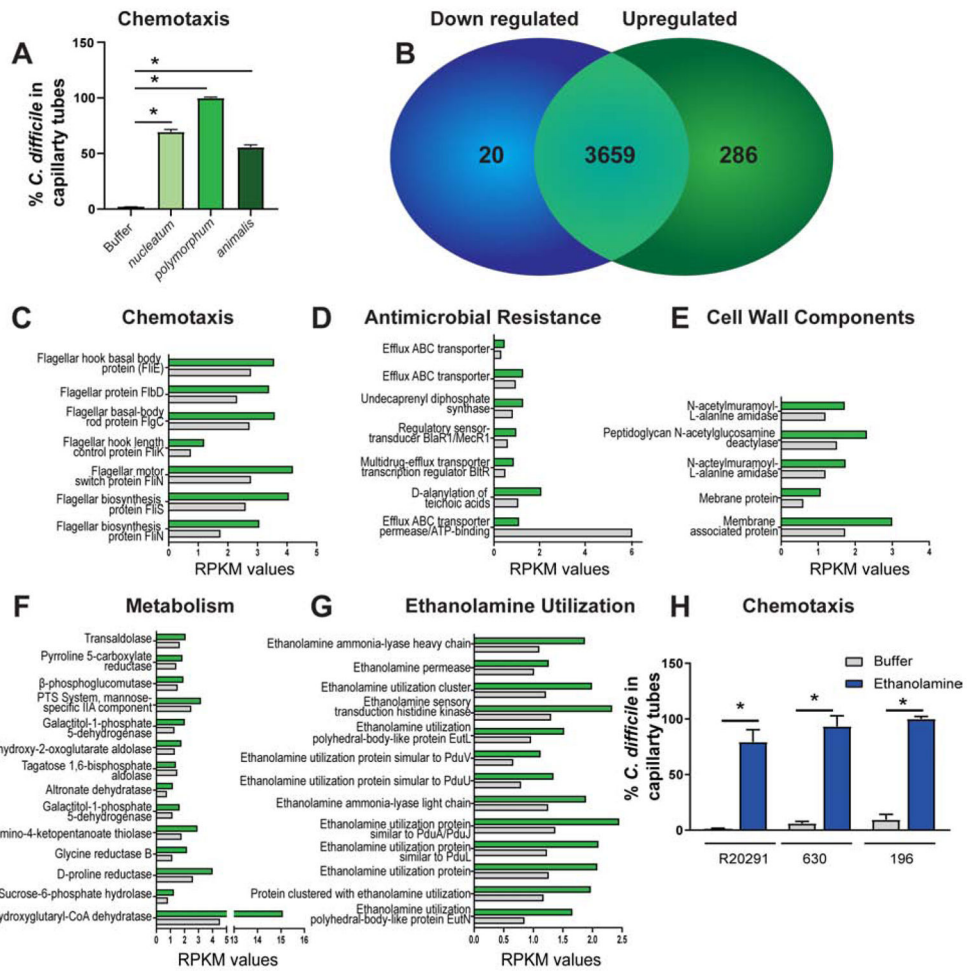 A
Chemotaxis
% C. difficile in
capillarty tubes
150
100
50
0
*
*
*
Buffer
nucleatum
polymorphum
animalis
B
Down regulated
Upregulated
20
3659
286
C
Chemotaxis
Flagellar hook basal body
protein (FliE)
Flagellar protein FlbD
Flagellar basal-body
rod protein FlgC
Flagellar hook length
control protein FliK
Flagellar motor
switch protein FliN
Flagellar biosynthesis
protein FliS
Flagellar biosynthesis
protein FliN
0 1 2 3 4 5
RPKM values
D
Antimicrobial Resistance
Efflux ABC transporter
Efflux ABC transporter
Undecaprenyl diphosphate
synthase
Regulatory sensor-
transducer BlaR1/MecR1
Multidrug-efflux transporter
transcription regulator BltR
D-alanylation of
teichoic acids
Efflux ABC transporter
permease/ATP-binding
0 2 4 6
RPKM values
E
Cell Wall Components
N-acetylmuramoyl-
L-alanine amidase
Peptidoglycan N-acetylglucosamine
deactylase
N-acteylmuramoyl-
L-alanine amidase
Mebrane protein
Membrane
associated protein
0 1 2 3 4
RPKM values
F
Metabolism
Transaldolase
Pyrroline 5-carboxylate
reductase
β-phosphoglucomutase
PTS System, mannose-
specific IIA component
Galactitol-1-phosphate
5-dehydrogenase
hydroxy-2-oxoglutarate aldolase
Tagatose 1,6-bisphosphate
aldolase
Altronate dehydratase
Galactitol-1-phosphate
5-dehydrogenase
mino-4-ketopentanoate thiolase
Glycine reductase B
D-proline reductase
Sucrose-6-phosphate hydrolase
ydroxyglutaryl-CoA dehydratase
0 1 2 3 4 5 13 14 15 16
RPKM values
G
Ethanolamine Utilization
Ethanolamine ammonia-lyase heavy chain
Ethanolamine permease
Ethanolamine utilization cluster
Ethanolamine sensory
transduction histidine kinase
Ethanolamine utilization
polyhedral-body-like protein EutL
Ethanolamine utilization protein simular to PduV
Ethanolamine utilization protein simular to PduU
Ethanolamine ammonia-lyase light chain
Ethanolamine utilization protein
similar to PduA/PduJ
Ethanolamine utilization protein
similar to PduL
Ethanolamine utilization protein
Protein clustered with ethanolamine utilization
Ethanolamine utilization
polyhedral-body-like protein EutN
0.0 0.5 1.0 1.5 2.0 2.5
RPKM values
H
Chemotaxis
% C. difficile in
capillarty tubes
150
100
50
0
Buffer
Ethanolamine
*
*
*
R20291
630
196